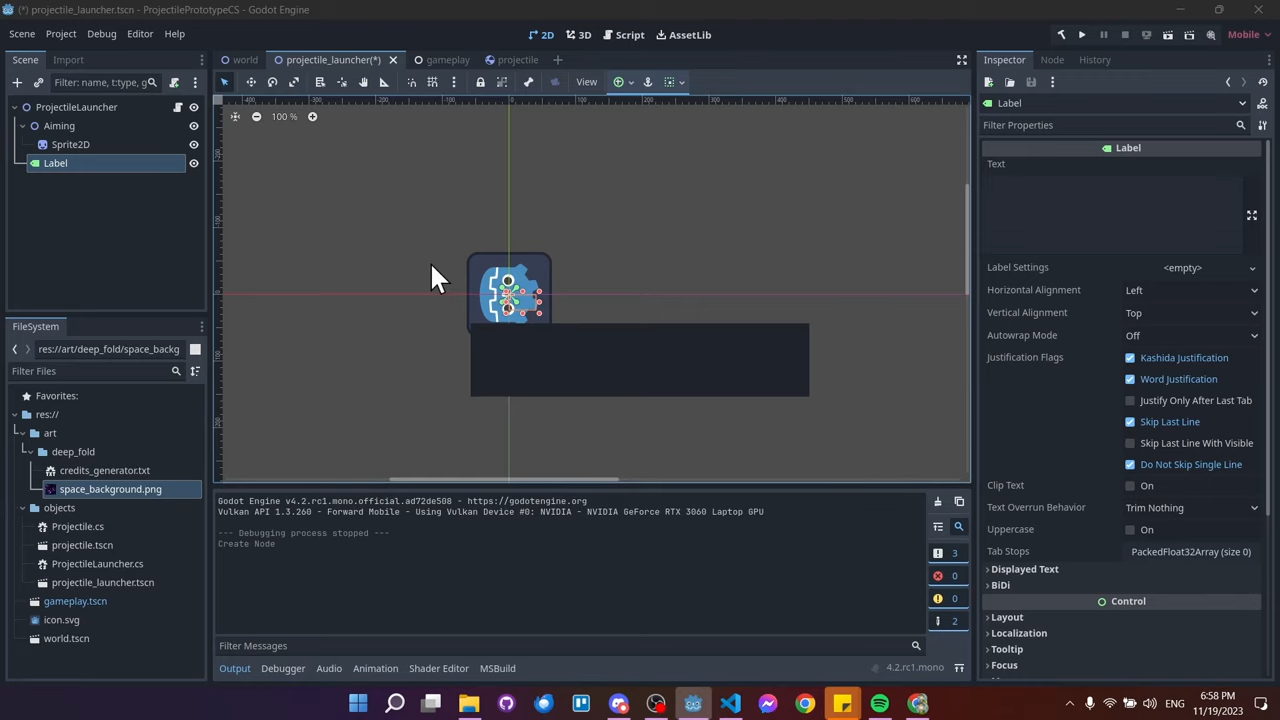 (*) projectile_launcher.tscn - ProjectilePrototypeCS - Godot Engine
Scene Project Debug Editor Help
2D 3D Script AssetLib
Mobile
Scene Import
world projectile_launcher(*) gameplay projectile
Inspector Node History
Filter: name, t:type, g
View
ProjectileLauncher
Aiming
Sprite2D
Label
100 %
Label
Filter Properties
Label
Text
Label Settings <empty>
Horizontal Alignment Left
Vertical Alignment Top
Autowrap Mode Off
Justification Flags Kashida Justification
Word Justification
Justify Only After Last Tab
Skip Last Line
Skip Last Line With Visible
Do Not Skip Single Line
Clip Text On
Text Overrun Behavior Trim Nothing
Uppercase On
Tab Stops PackedFloat32Array (size 0)
Displayed Text
BiDi
Control
Layout
Localization
Tooltip
Focus
FileSystem
res://art/deep_fold/space_backg
Filter Files
Favorites:
res://
art
deep_fold
credits_generator.txt
space_background.png
objects
Projectile.cs
projectile.tscn
ProjectileLauncher.cs
projectile_launcher.tscn
gameplay.tscn
icon.svg
world.tscn
Godot Engine v4.2.rc1.mono.official.ad72de508 - https://godotengine.org
Vulkan API 1.3.260 - Forward Mobile - Using Vulkan Device #0: NVIDIA - NVIDIA GeForce RTX 3060 Laptop GPU
--- Debugging process stopped ---
Create Node
3
0
0
2
Filter Messages
Output Debugger Audio Animation Shader Editor MSBuild
4.2.rc1.mono
6:58 PM
11/19/2023